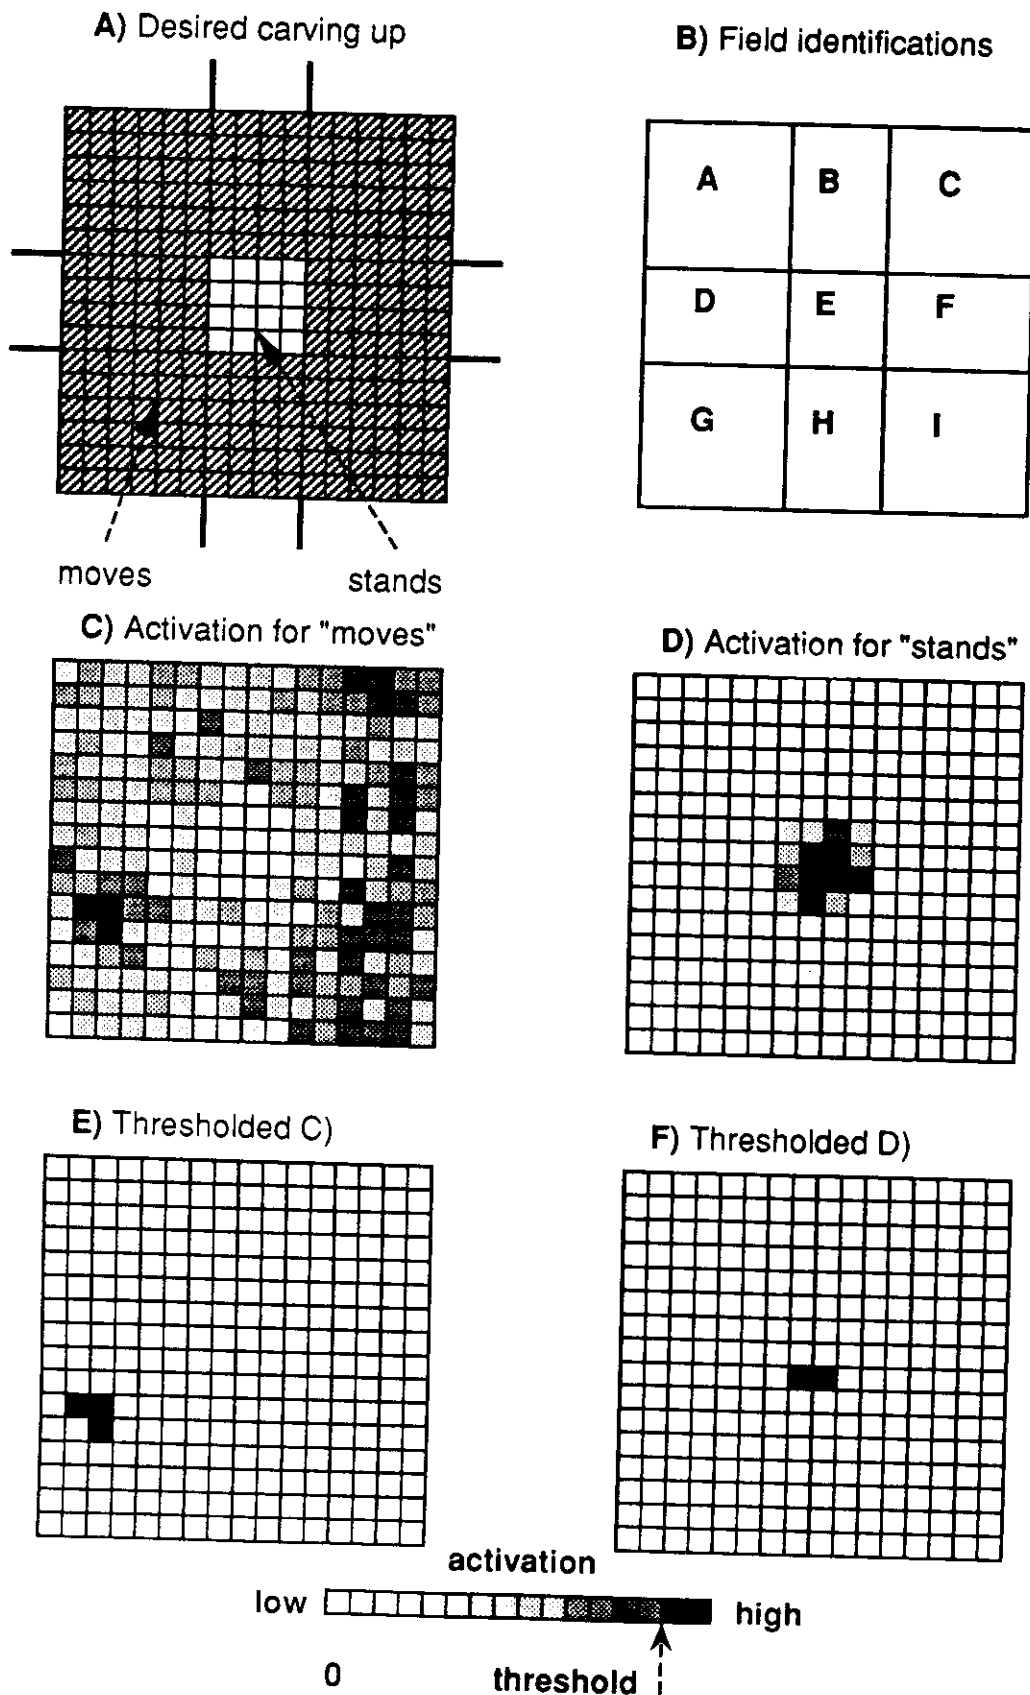 A) Desired carving up
B) Field identifications
A B C
D E F
G H I
moves
stands
C) Activation for "moves"
D) Activation for "stands"
E) Thresholded C)
F) Thresholded D)
activation
low high
0 threshold